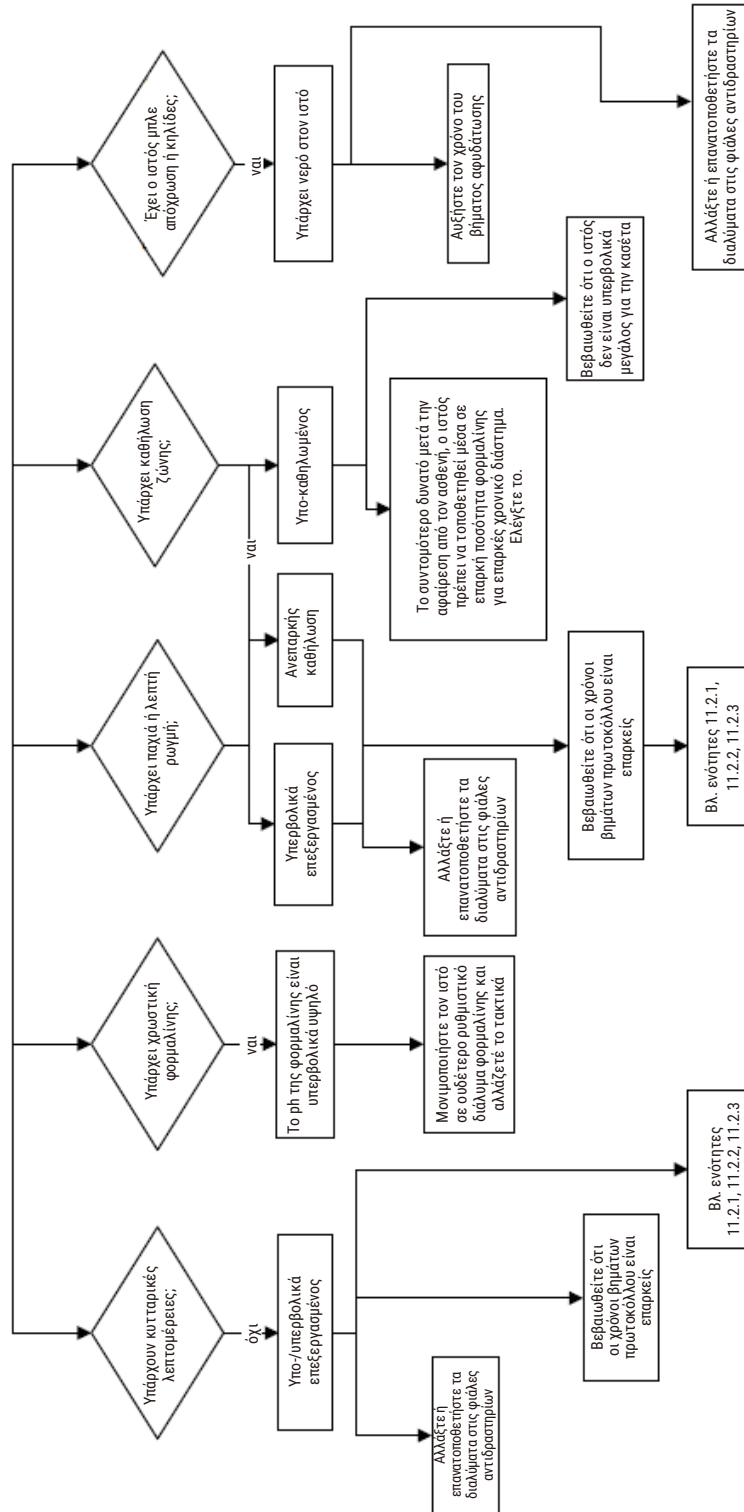 Υπάρχουν κυτταρικές
λεπτομέρειες;
όχι
Υπο-/υπερβολικά
επεξεργασμένος
Αλλάξτε ή
επανατοποθετήστε τα
διαλύματα στις φιάλες
αντιδραστηρίων
Βεβαιωθείτε ότι
οι χρόνοι βημάτων
πρωτοκόλλου είναι
επαρκείς
Βλ. ενότητες
11.2.1, 11.2.2, 11.2.3
Υπάρχει χρωστική
φορμαλίνης;
ναι
Το ph της φορμαλίνης είναι
υπερβολικά υψηλό
Μονιμοποιήστε τον ιστό
σε ουδέτερο ρυθμιστικό
διάλυμα φορμαλίνης και
αλλάζετέ το τακτικά
Υπάρχει παχιά ή λεπτή
ρωγμή;
Υπερβολικά
επεξεργασμένος
Ανεπαρκής
καθήλωση
Αλλάξτε ή
επανατοποθετήστε τα
διαλύματα στις φιάλες
αντιδραστηρίων
Βεβαιωθείτε ότι οι χρόνοι
βημάτων πρωτοκόλλου είναι
επαρκείς
Βλ. ενότητες 11.2.1,
11.2.2, 11.2.3
Υπάρχει καθήλωση
ζώνης;
ναι
Υπο-καθηλωμένος
Το συντομότερο δυνατό μετά την
αφαίρεση από τον ασθενή, ο ιστός
πρέπει να τοποθετηθεί μέσα σε
επαρκή ποσότητα φορμαλίνης
για επαρκές χρονικό διάστημα.
Ελέγξτε το.
Βεβαιωθείτε ότι ο ιστός
δεν είναι υπερβολικά
μεγάλος για την κασέτα
Έχει ο ιστός μπλε
απόχρωση ή κηλίδες;
ναι
Υπάρχει νερό στον ιστό
Αυξήστε τον χρόνο του
βήματος αφυδάτωσης
Αλλάξτε ή επανατοποθετήστε τα
διαλύματα στις φιάλες αντιδραστηρίων